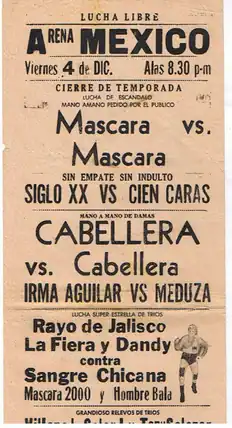 LUCHA LIBRE
ARENA MEXICO
Viernes 4 de DIC. Alas 8.30 p-m
CIERRE DE TEMPORADA
LUCHA DE ESCANDALO
MANO AMANO PEDIDO POR EL PUBLICO
Mascara vs.
Mascara
SIN EMPATE SIN INDULTO
SIGLO XX VS CIEN CARAS
MANO A MANO DE DAMAS
CABELLERA
vs. Cabellera
IRMA AGUILAR VS MEDUZA
LUCHA SUPER ESTRELLA DE TRIOS
Rayo de Jalisco
La Fiera y Dandy
contra
Sangre Chicana
Mascara 2000 y Hombre Bala
GRANDIOSO RELEVOS DE TRIOS